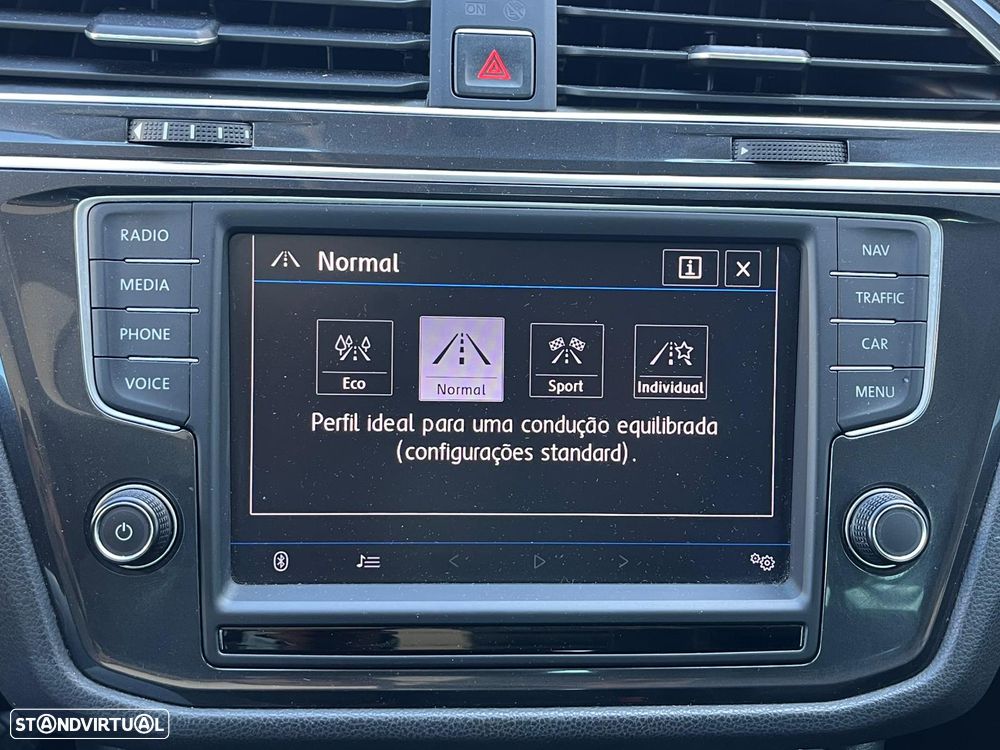 ON
RADIO
MEDIA
PHONE
VOICE
Normal
i
X
Eco
Normal
Sport
Individual
Perfil ideal para uma condução equilibrada
(configurações standard).
NAV
TRAFFIC
CAR
MENU
STANDVIRTUAL